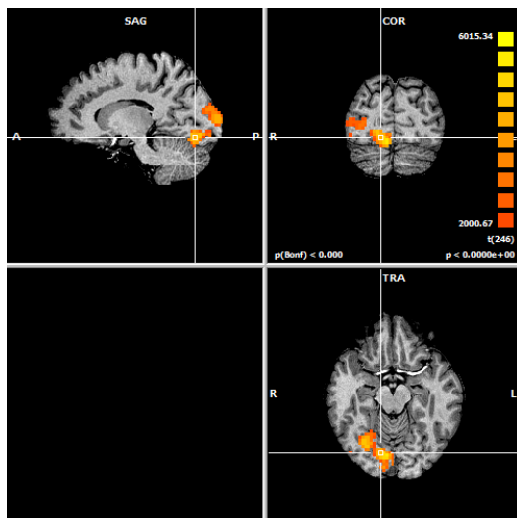 SAG
A
P
COR
6015.34
R
2000.67
t(246)
p(Bonf) < 0.000
p < 0.0000e+00
TRA
R
L